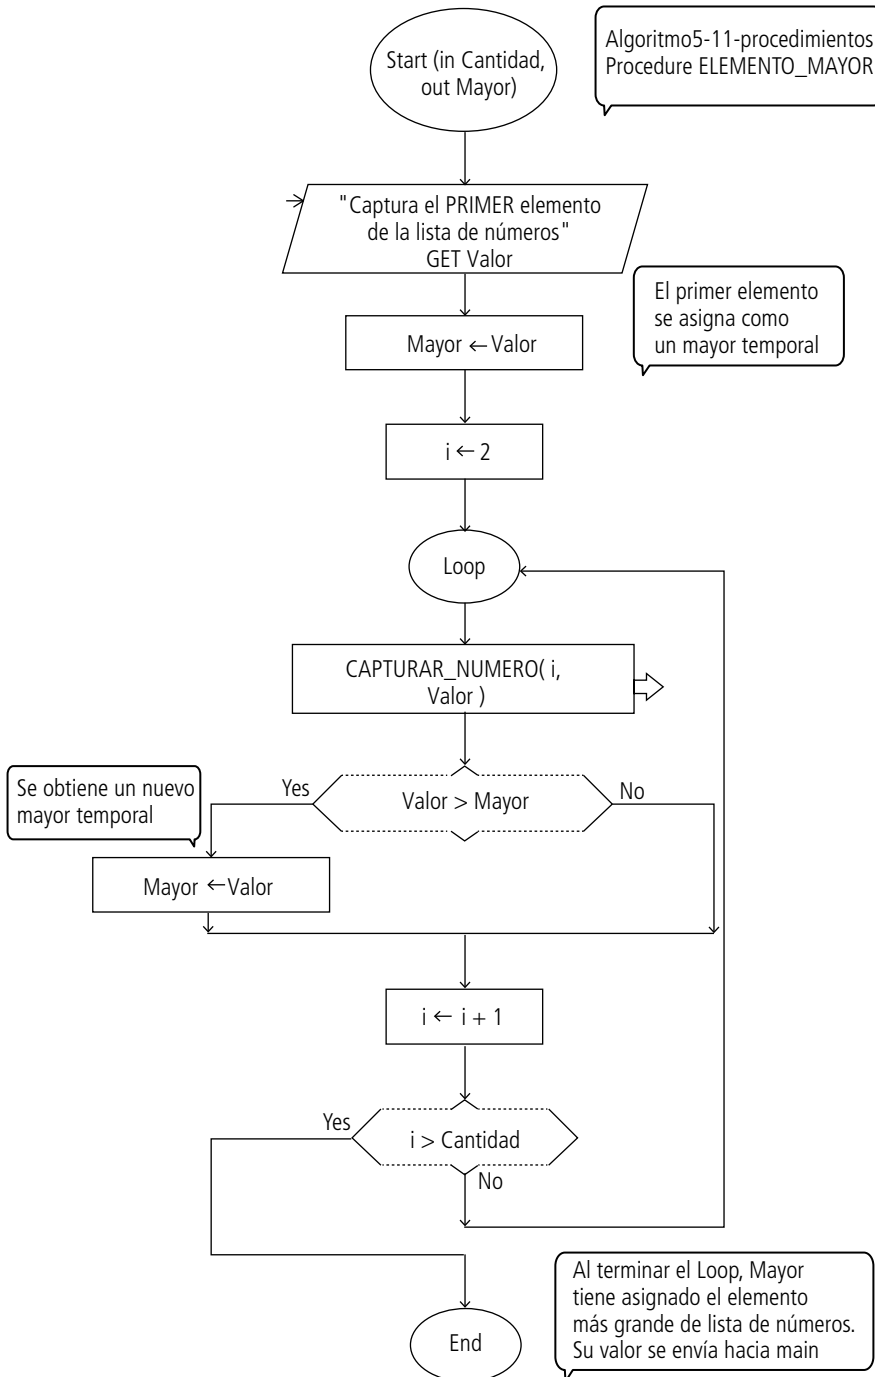 Start (in Cantidad,
out Mayor)
Algoritmo5-11-procedimientos
Procedure ELEMENTO_MAYOR
"Captura el PRIMER elemento
de la lista de números"
GET Valor
El primer elemento
se asigna como
un mayor temporal
Mayor ← Valor
i ← 2
Loop
CAPTURAR_NUMERO( i,
Valor )
Se obtiene un nuevo
mayor temporal
Yes
Valor > Mayor
No
Mayor ← Valor
i ← i + 1
Yes
i > Cantidad
No
Al terminar el Loop, Mayor
tiene asignado el elemento
más grande de lista de números.
Su valor se envía hacia main
End